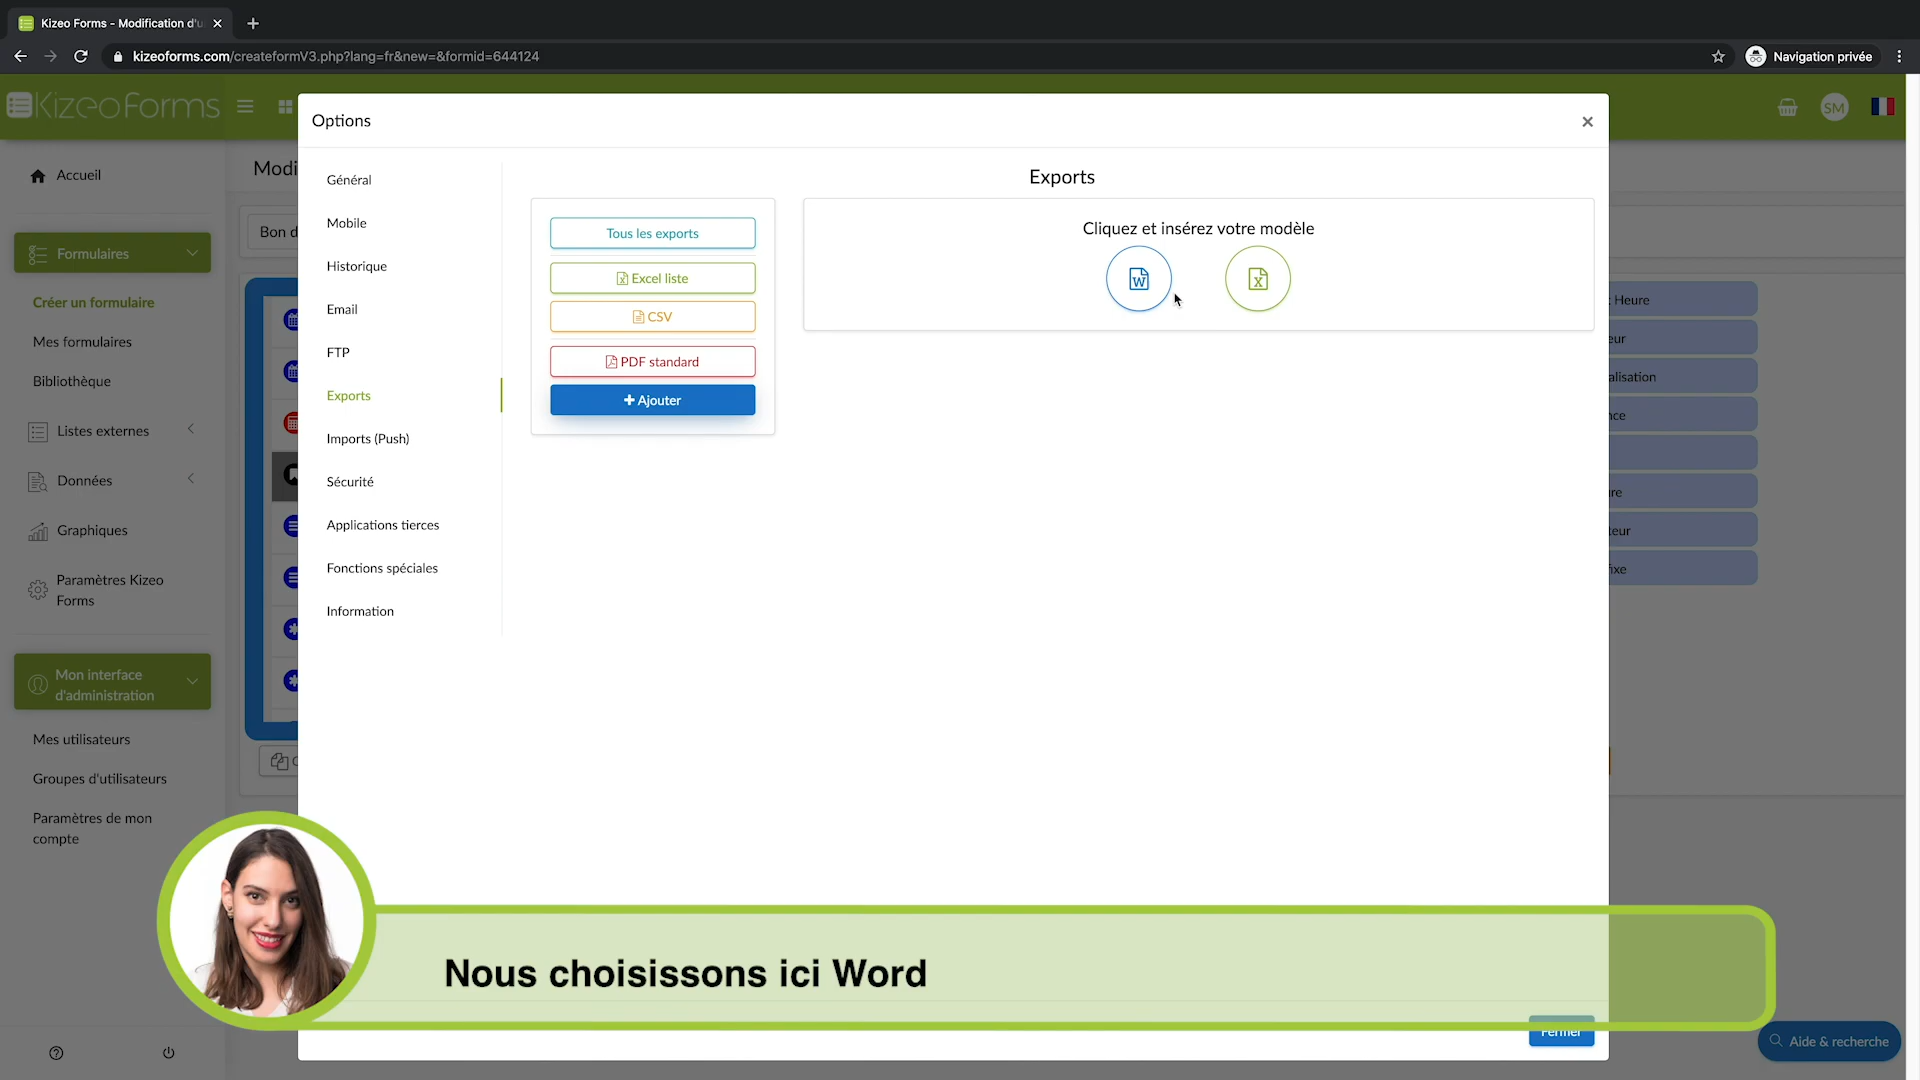 Kizeo Forms - Modification d'u
kizeoforms.com/createformV3.php?lang=fr&new=&formid=644124
Navigation privée
KizeoForms
SM
Options
Accueil
Modi
Formulaires
Créer un formulaire
Mes formulaires
Bibliothèque
Listes externes
Données
Graphiques
Paramètres Kizeo
Forms
Mon interface
d'administration
Mes utilisateurs
Groupes d'utilisateurs
Paramètres de mon
compte
Bon d
Général
Mobile
Historique
Email
FTP
Exports
Imports (Push)
Sécurité
Applications tierces
Fonctions spéciales
Information
Exports
Tous les exports
Excel liste
CSV
PDF standard
+ Ajouter
Cliquez et insérez votre modèle
W
X
Heure
eur
alisation
nce
re
teur
ixe
Nous choisissons ici Word
Fermer
Aide & recherche